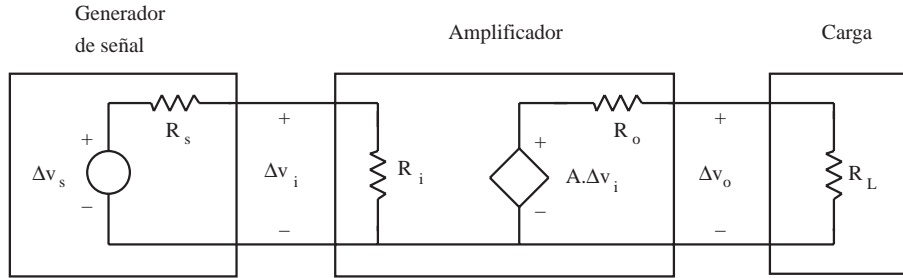 Generador
de señal
Amplificador
Carga
R s
R o
+
+
+
+
Δv s
Δv i
R i
A.Δv i
Δv o
R L
−
−
−
−